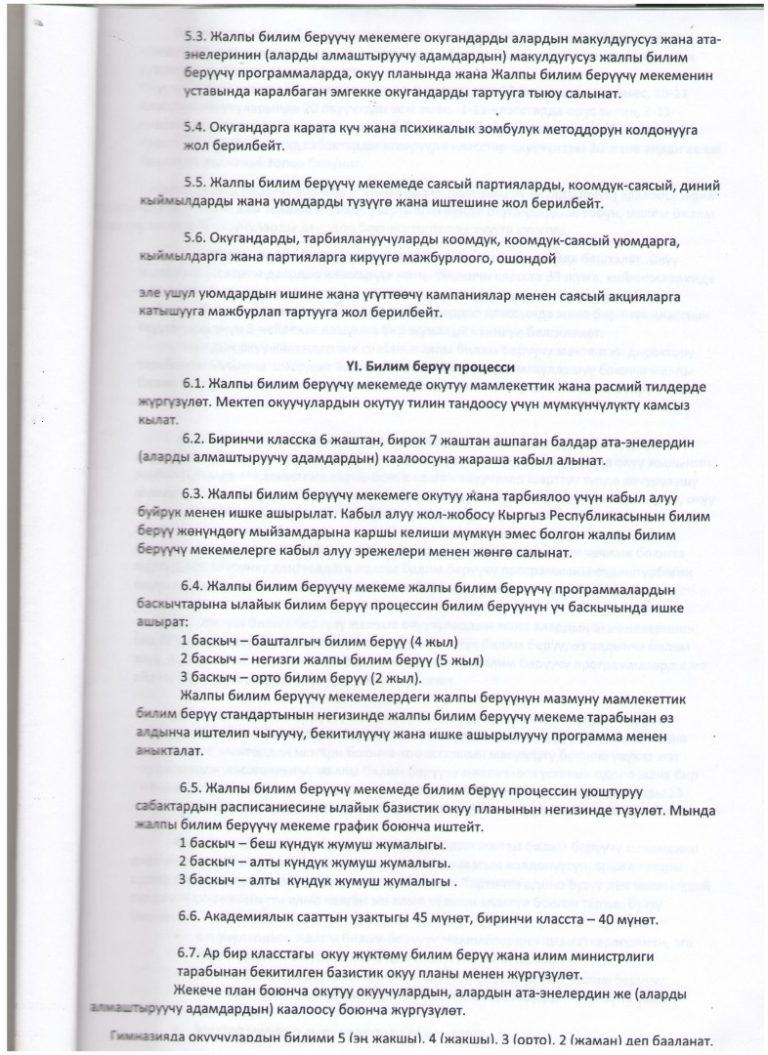 5.3. Жалпы билим берүүчү мекемеге окугандарды алардын макулдугусуз жана ата-
энелеринин (аларды алмаштыруучу адамдардын) макулдугусуз жалпы билим
берүүчү программаларда, окуу планында жана Жалпы билим берүүчү мекеменин
уставында каралбаган эмгекке окугандарды тартууга тыюу салынат.
5.4. Окугандарга карата күч жана психикалык зомбулук методдорун колдонууга
жол берилбейт.
5.5. Жалпы билим берүүчү мекемеде саясый партияларды, коомдук-саясый, диний
кыймылдарды жана уюмдарды түзүүгө жана иштешине жол берилбейт.
5.6. Окугандарды, тарбиялануучуларды коомдук, коомдук-саясый уюмдарга,
кыймылдарга жана партияларга кирүүгө мажбурлоого, ошондой
эле ушул уюмдардын ишине жана үгүттөөчү кампаниялар менен саясый акцияларга
катышууга мажбурлап тартууга жол берилбейт.
YI. Билим берүү процесси
6.1. Жалпы билим берүүчү мекемеде окутуу мамлекеттик жана расмий тилдерде
жүргүзүлөт. Мектеп окуучулардын окутуу тилин тандоосу үчүн мүмкүнчүлүктү камсыз
кылат.
6.2. Биринчи класска 6 жаштан, бирок 7 жаштан ашпаган балдар ата-энелердин
(аларды алмаштыруучу адамдардын) каалоосуна жараша кабыл алынат.
6.3. Жалпы билим берүүчү мекемеге окутуу жана тарбиялоо үчүн кабыл алуу
буйрук менен ишке ашырылат. Кабыл алуу жол-жобосу Кыргыз Республикасынын билим
берүү жөнүндөгү мыйзамдарына каршы келиши мүмкүн эмес болгон жалпы билим
берүүчү мекемелерге кабыл алуу эрежелери менен жөнгө салынат.
6.4. Жалпы билим берүүчү мекеме жалпы билим берүүчү программалардын
баскычтарына ылайык билим берүү процессин билим берүүнүн үч баскычында ишке
ашырат:
1 баскыч – башталгыч билим берүү (4 жыл)
2 баскыч – негизги жалпы билим берүү (5 жыл)
3 баскыч – орто билим берүү (2 жыл).
Жалпы билим берүүчү мекемелердеги жалпы берүүнүн мазмуну мамлекеттик
билим берүү стандартынын негизинде жалпы билим берүүчү мекеме тарабынан өз
алдынча иштелип чыгуучу, бекитилүүчү жана ишке ашырылуучу программа менен
аныкталат.
6.5. Жалпы билим берүүчү мекемеде билим берүү процессин уюштуруу
сабактардын расписаниесине ылайык базистик окуу планынын негизинде түзүлөт. Мында
жалпы билим берүүчү мекеме график боюнча иштейт.
1 баскыч – беш күндүк жумуш жумалыгы.
2 баскыч – алты күндүк жумуш жумалыгы.
3 баскыч – алты күндүк жумуш жумалыгы .
6.6. Академиялык сааттын узактыгы 45 мүнөт, биринчи класста – 40 мүнөт.
6.7. Ар бир класстагы окуу жүктөмү билим берүү жана илим министрлиги
тарабынан бекитилген базистик окуу планы менен жүргүзүлөт.
Жекече план боюнча окутуу окуучулардын, алардын ата-энелердин же (аларды
алмаштыруучу адамдардын) каалоосу боюнча жүргүзүлөт.
Гимназияда окуучулардын билими 5 (эң жакшы), 4 (жакшы), 3 (орто), 2 (жаман) деп бааланат.